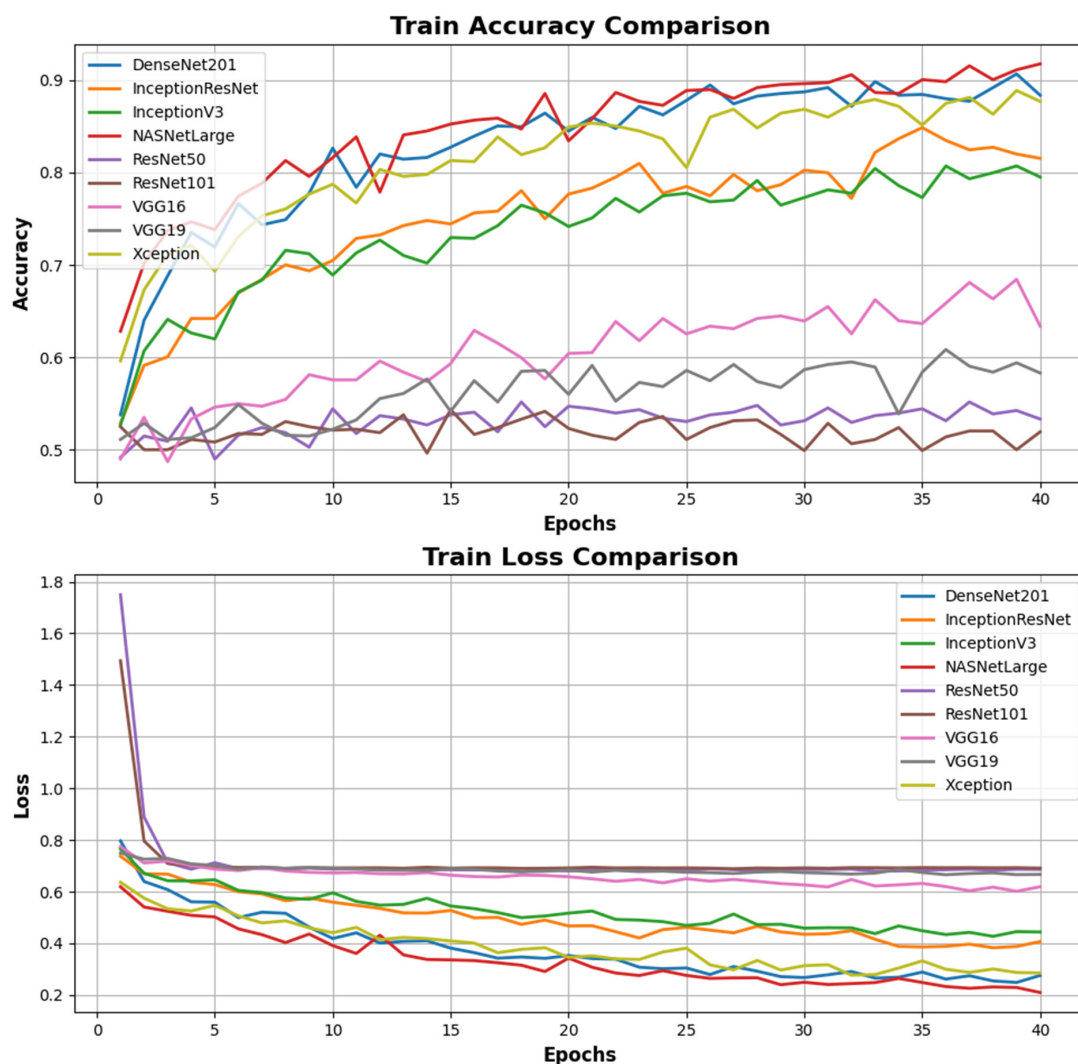 Train Accuracy Comparison
Accuracy
0.9
0.8
0.7
0.6
0.5
DenseNet201
InceptionResNet
InceptionV3
NASNetLarge
ResNet50
ResNet101
VGG16
VGG19
Xception
0 5 10 15 20 25 30 35 40
Epochs
Train Loss Comparison
Loss
1.8
1.6
1.4
1.2
1.0
0.8
0.6
0.4
0.2
DenseNet201
InceptionResNet
InceptionV3
NASNetLarge
ResNet50
ResNet101
VGG16
VGG19
Xception
0 5 10 15 20 25 30 35 40
Epochs